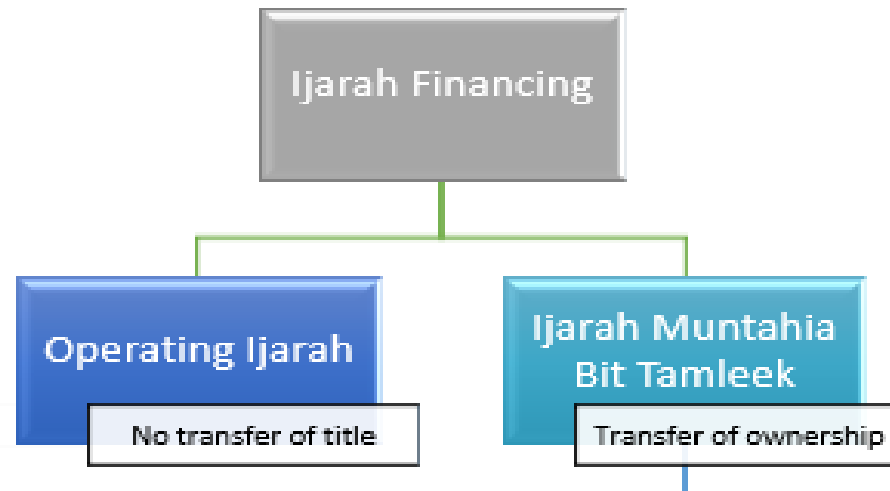 Ijarah Financing
Operating Ijarah
No transfer of title
Ijarah Muntahia
Bit Tamleek
Transfer of ownership